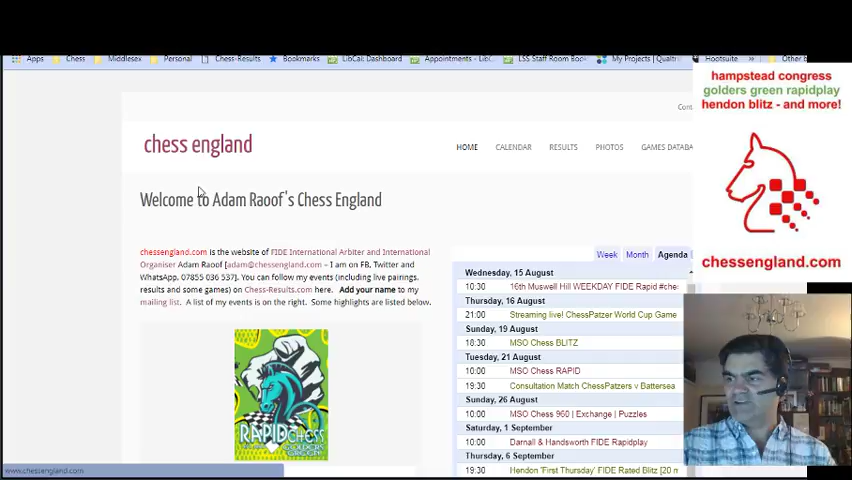 Apps Chess Middlesex Personal Chess-Results Bookmarks LibCal: Dashboard Appointments - LibC LSS Staff Room Book My Projects | Qualtri Hootsuite » Other b
hampstead congress
golders green rapidplay
hendon blitz - and more!
chessengland.com
Cont
chess england
HOME CALENDAR RESULTS PHOTOS GAMES DATABA
Welcome to Adam Raoof's Chess England
chessengland.com is the website of FIDE International Arbiter and International
Organiser Adam Raoof [adam@chessengland.com – I am on FB, Twitter and
WhatsApp, 07855 036 537]. You can follow my events (including live pairings,
results and some games) on Chess-Results.com here. Add your name to my
mailing list. A list of my events is on the right. Some highlights are listed below.
RAPIDCHESS
GOLDERS GREEN
Week Month Agenda
Wednesday, 15 August
10:30 16th Muswell Hill WEEKDAY FIDE Rapid #ches
Thursday, 16 August
21:00 Streaming live! ChessPatzer World Cup Game
Sunday, 19 August
18:30 MSO Chess BLITZ
Tuesday, 21 August
10:00 MSO Chess RAPID
19:30 Consultation Match ChessPatzers v Battersea
Sunday, 26 August
10:00 MSO Chess 960 | Exchange | Puzzles
Saturday, 1 September
10:00 Darnall & Handsworth FIDE Rapidplay
Thursday, 6 September
19:30 Hendon 'First Thursday' FIDE Rated Blitz [20 m
www.chessengland.com